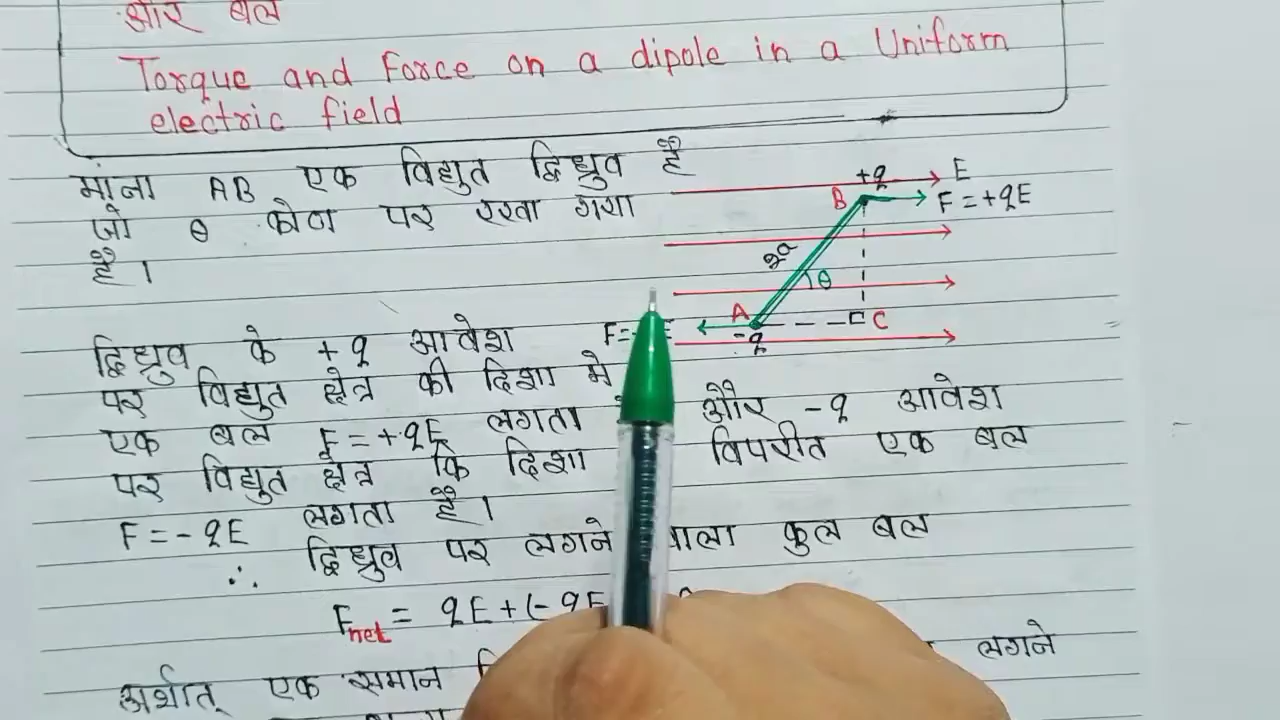 और बल
Torque and Force on a dipole in a Uniform
electric field
माना AB एक विद्युत द्विध्रुव है
जो θ कोण पर रखा गया
है।
+q
E
B
F = +qE
2a
θ
A
C
-q
द्विध्रुव के +q आवेश
पर विद्युत क्षेत्र की दिशा मे
एक बल F = +qE लगता और -q आवेश
पर विद्युत क्षेत्र कि दिशा विपरीत एक बल
F = - qE लगता है।
∴ द्विध्रुव पर लगने वाला कुल बल
Fnet = qE + (- qE
अर्थात् एक समान लगने